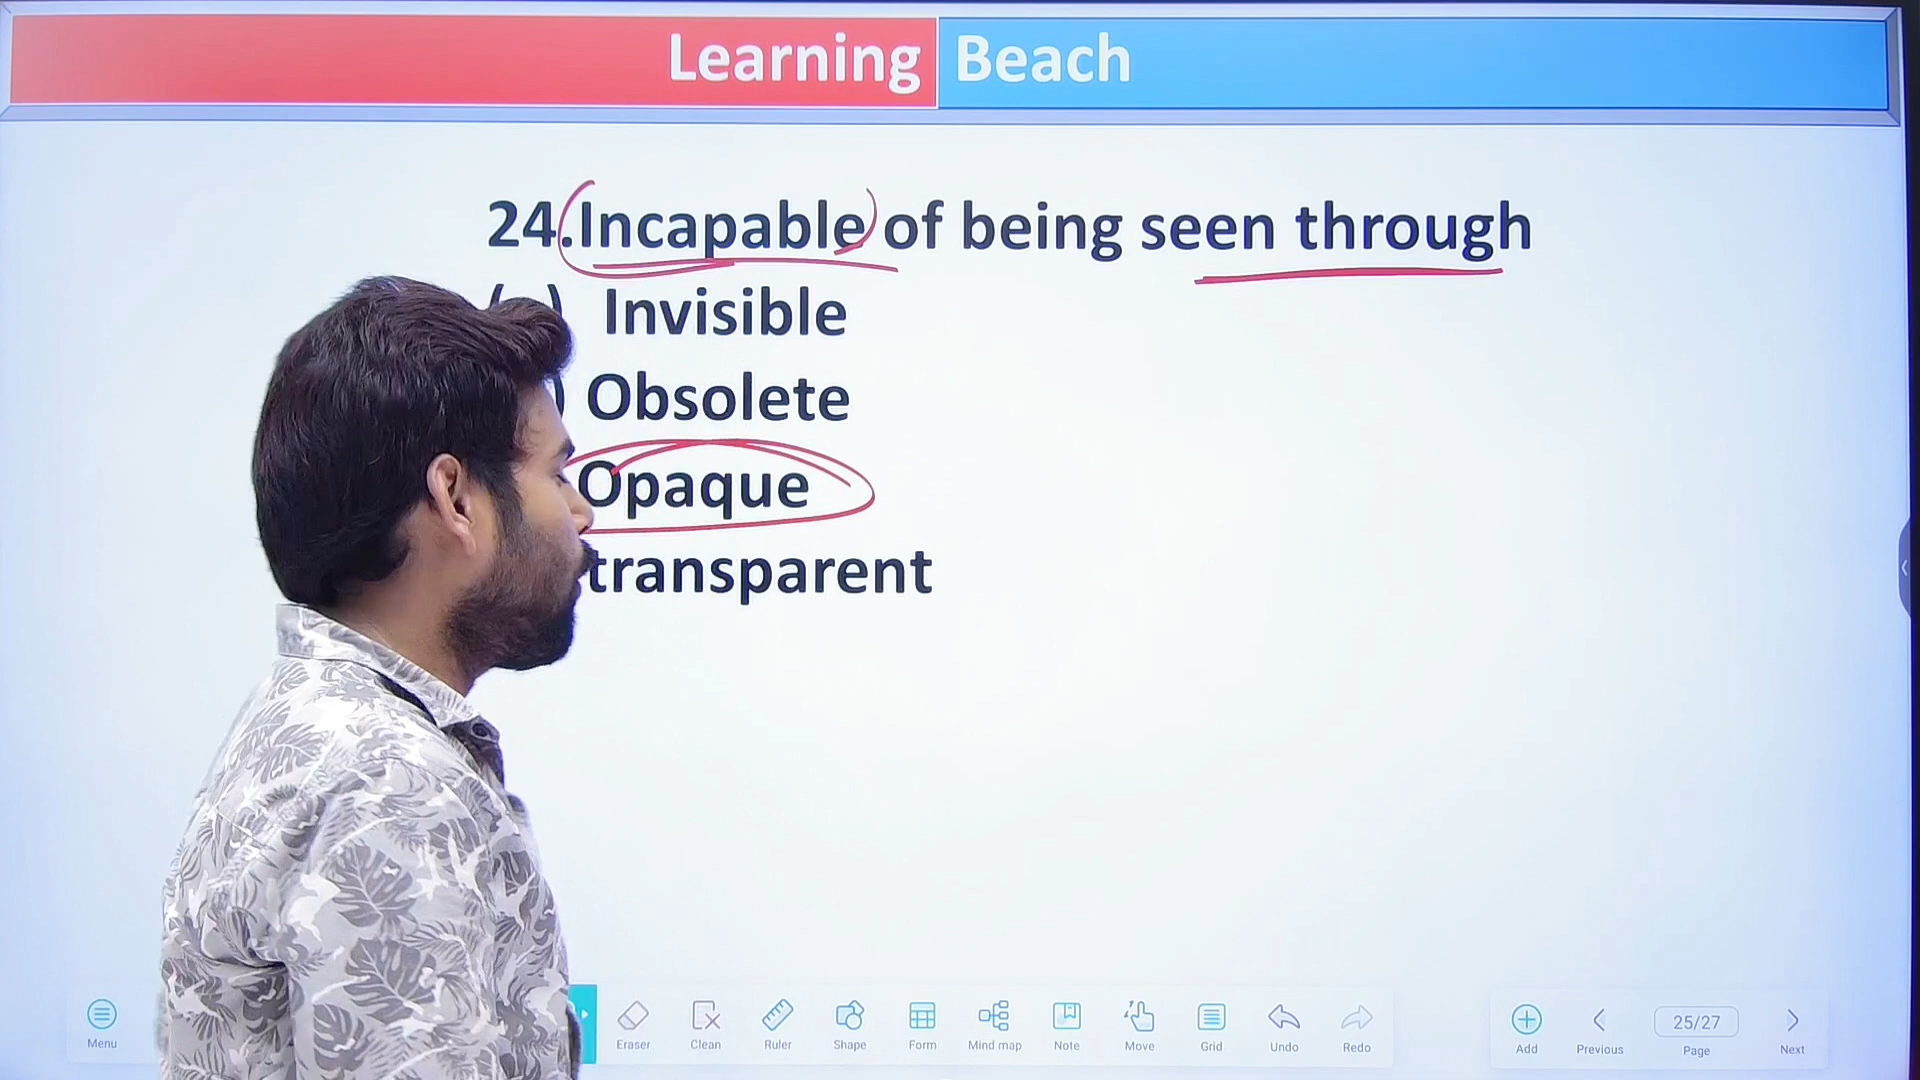 Learning Beach
24.Incapable of being seen through
Invisible
) Obsolete
Opaque
transparent
Menu
Eraser
Clean
Ruler
Shape
Form
Mind map
Note
Move
Grid
Undo
Redo
Add
Previous
25/27
Page
Next